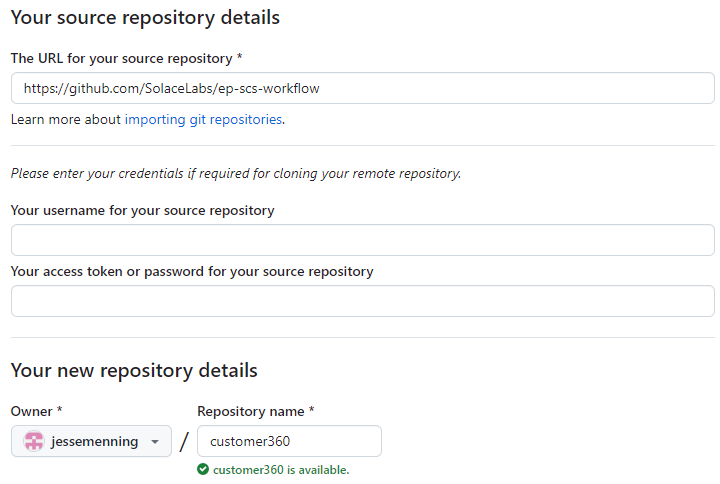 Your source repository details
The URL for your source repository *
https://github.com/SolaceLabs/ep-scs-workflow
Learn more about importing git repositories.
Please enter your credentials if required for cloning your remote repository.
Your username for your source repository
Your access token or password for your source repository
Your new repository details
Owner * Repository name *
jessemenning / customer360
customer360 is available.